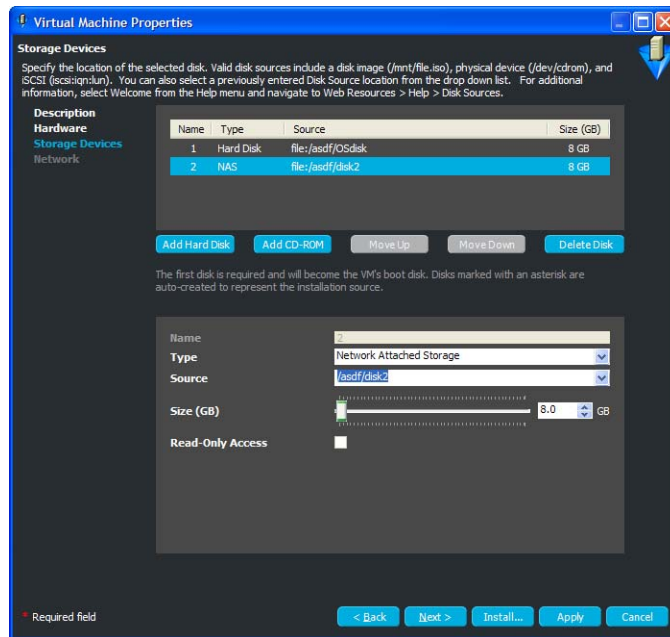 Virtual Machine Properties
Storage Devices
Specify the location of the selected disk. Valid disk sources include a disk image (/mnt/file.iso), physical device (/dev/cdrom), and
iSCSI (iscsi:iqn:lun). You can also select a previously entered Disk Source location from the drop down list. For additional
information, select Welcome from the Help menu and navigate to Web Resources > Help > Disk Sources.
Description
Hardware
Storage Devices
Network
Name Type Source Size (GB)
1 Hard Disk file:/asdf/OSdisk 8 GB
2 NAS file:/asdf/disk2 8 GB
Add Hard Disk Add CD-ROM Move Up Move Down Delete Disk
The first disk is required and will become the VM's boot disk. Disks marked with an asterisk are
auto-created to represent the installation source.
Name 2
Type Network Attached Storage
Source /asdf/disk2
Size (GB) 8.0 GB
Read-Only Access
* Required field < Back Next > Install... Apply Cancel